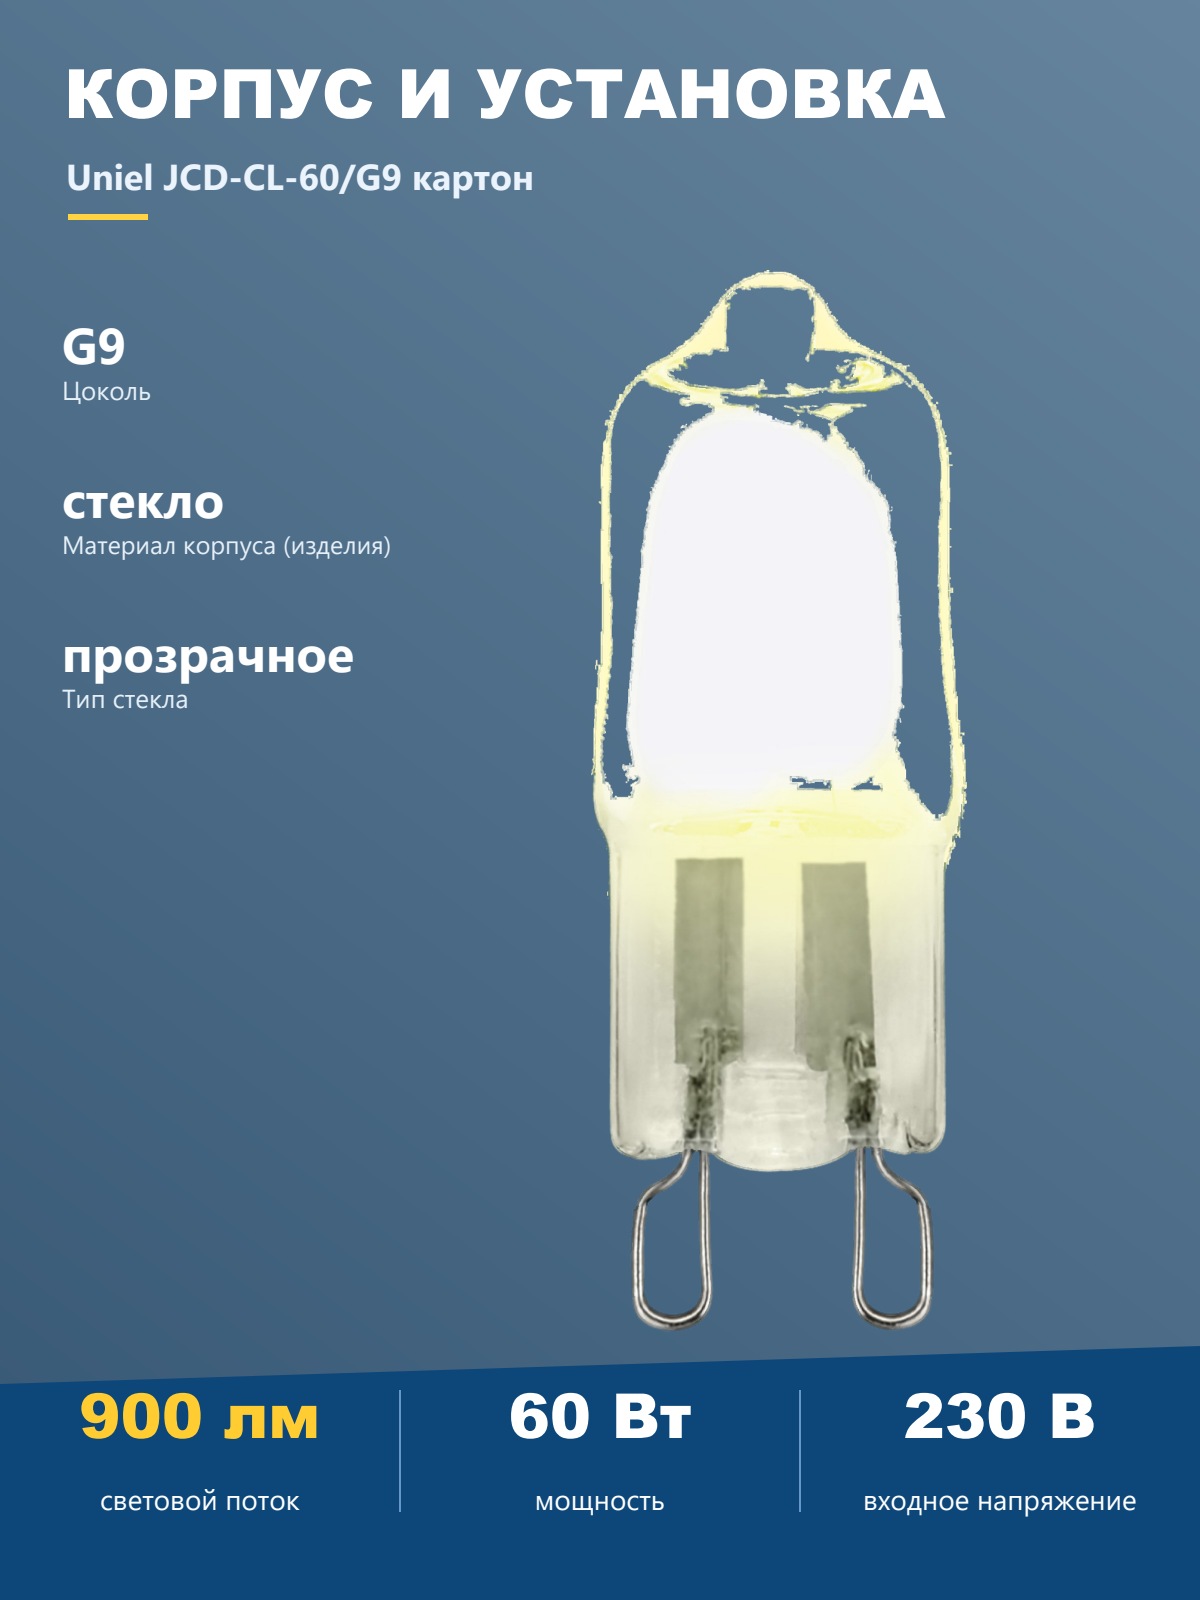 КОРПУС И УСТАНОВКА
Uniel JCD-CL-60/G9 картон
G9
Цоколь
стекло
Материал корпуса (изделия)
прозрачное
Тип стекла
900 лм
световой поток
60 Вт
мощность
230 В
входное напряжение